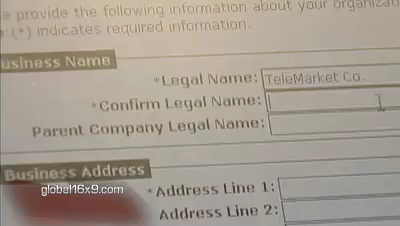 e provide the following information about your organizat
e:(*) indicates required information.
usiness Name
*Legal Name: TeleMarket Co.
*Confirm Legal Name:
Parent Company Legal Name:
Business Address
global16x9.com
*Address Line 1:
Address Line 2: